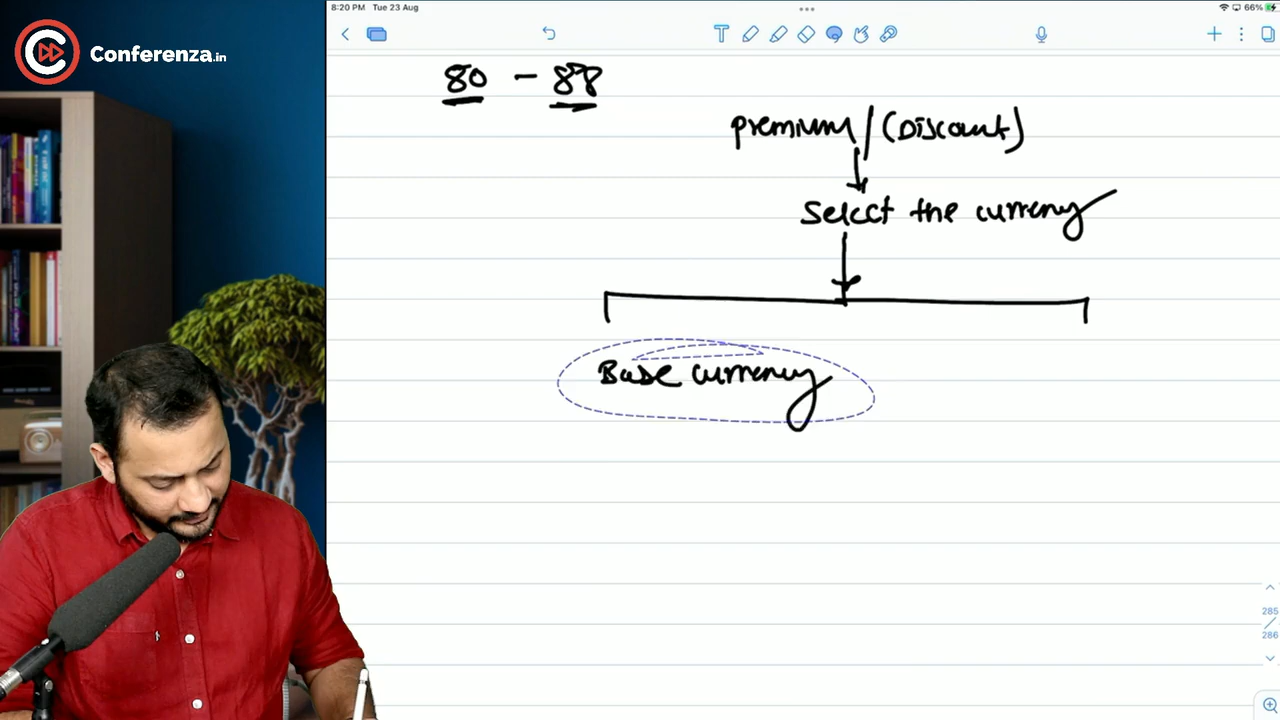 8:20 PM Tue 23 Aug
66%
Conferenza.in
80 - 88
premium/(Discount)
Select the currency
Base currency
285
286